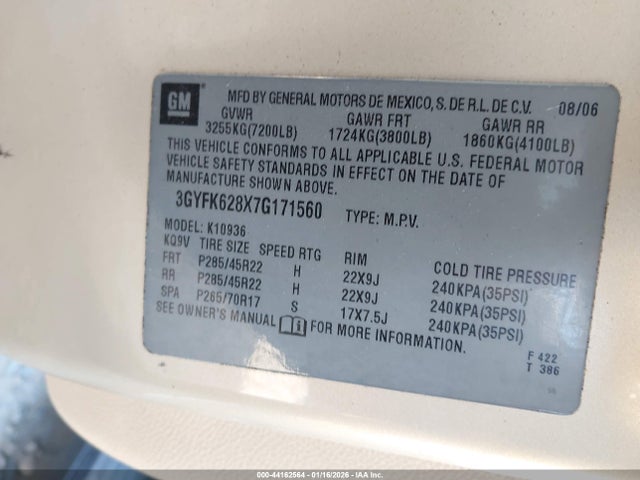 GM
MFD BY GENERAL MOTORS DE MEXICO, S. DE R.L. DE C.V. 08/06
GVWR GAWR FRT GAWR RR
3255KG(7200LB) 1724KG(3800LB) 1860KG(4100LB)
THIS VEHICLE CONFORMS TO ALL APPLICABLE U.S. FEDERAL MOTOR
VEHICLE SAFETY STANDARDS IN EFFECT ON THE DATE OF
MANUFACTURE SHOWN ABOVE.
3GYFK628X7G171560 TYPE: M.P.V.
MODEL: K10936
KQ9V TIRE SIZE SPEED RTG RIM COLD TIRE PRESSURE
FRT P285/45R22 H 22X9J 240KPA(35PSI)
RR P285/45R22 H 22X9J 240KPA(35PSI)
SPA P265/70R17 S 17X7.5J 240KPA(35PSI)
SEE OWNER'S MANUAL FOR MORE INFORMATION.
F 422
T 386
000-44162564 - 01/16/2026 - IAA Inc.